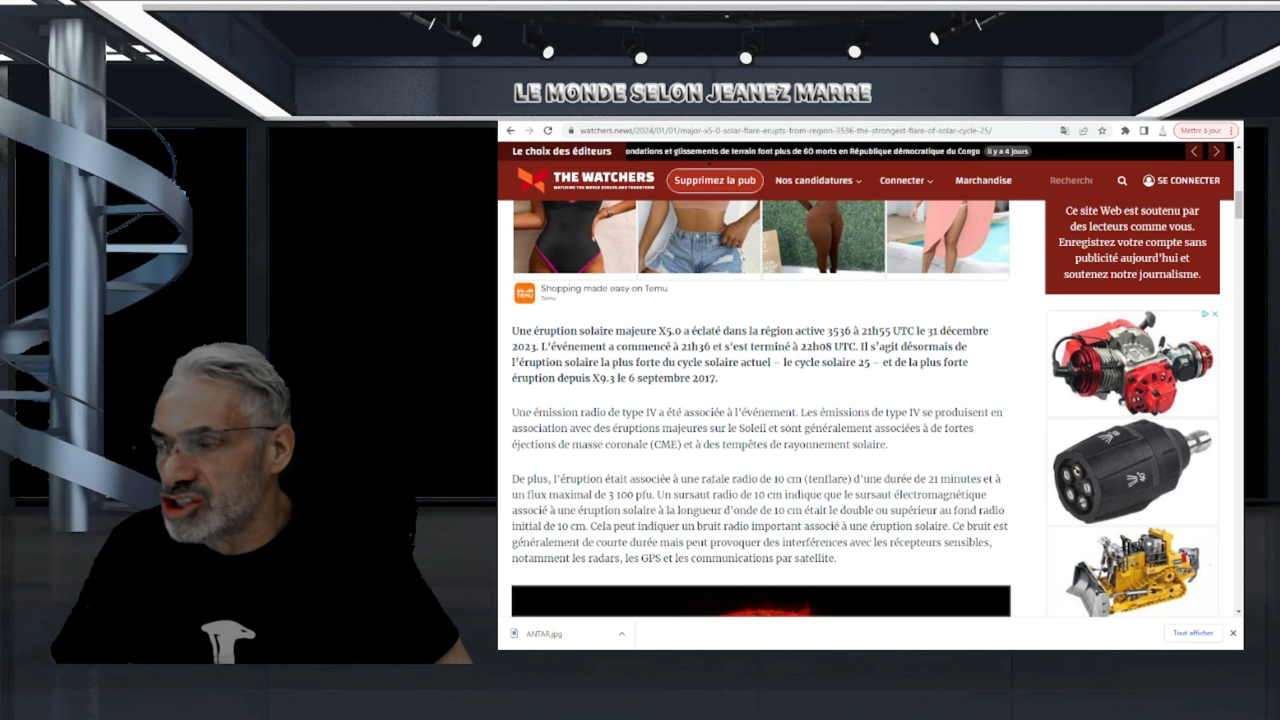 LE MONDE SELON JEANEZ MARRE
watchers.news/2024/01/01/major-x5-0-solar-flare-erupts-from-region-3536-the-strongest-flare-of-solar-cycle-25/
Mettre à jour
Le choix des éditeurs
ondations et glissements de terrain font plus de 60 morts en République démocratique du Congo
il y a 4 jours
THE WATCHERS
WATCHING THE WORLD EVOLVE AND TRANSFORM
Supprimez la pub
Nos candidatures
Connecter
Marchandise
Recherche
SE CONNECTER
Ce site Web est soutenu par
des lecteurs comme vous.
Enregistrez votre compte sans
publicité aujourd'hui et
soutenez notre journalisme.
TEMU
Shopping made easy on Temu
Temu
Une éruption solaire majeure X5.0 a éclaté dans la région active 3536 à 21h55 UTC le 31 décembre
2023. L'événement a commencé à 21h36 et s'est terminé à 22h08 UTC. Il s'agit désormais de
l'éruption solaire la plus forte du cycle solaire actuel – le cycle solaire 25 – et de la plus forte
éruption depuis X9.3 le 6 septembre 2017.
Une émission radio de type IV a été associée à l'événement. Les émissions de type IV se produisent en
association avec des éruptions majeures sur le Soleil et sont généralement associées à de fortes
éjections de masse coronale (CME) et à des tempêtes de rayonnement solaire.
De plus, l'éruption était associée à une rafale radio de 10 cm (tenflare) d'une durée de 21 minutes et à
un flux maximal de 3 100 pfu. Un sursaut radio de 10 cm indique que le sursaut électromagnétique
associé à une éruption solaire à la longueur d'onde de 10 cm était le double ou supérieur au fond radio
initial de 10 cm. Cela peut indiquer un bruit radio important associé à une éruption solaire. Ce bruit est
généralement de courte durée mais peut provoquer des interférences avec les récepteurs sensibles,
notamment les radars, les GPS et les communications par satellite.
ANTAR.jpg
Tout afficher